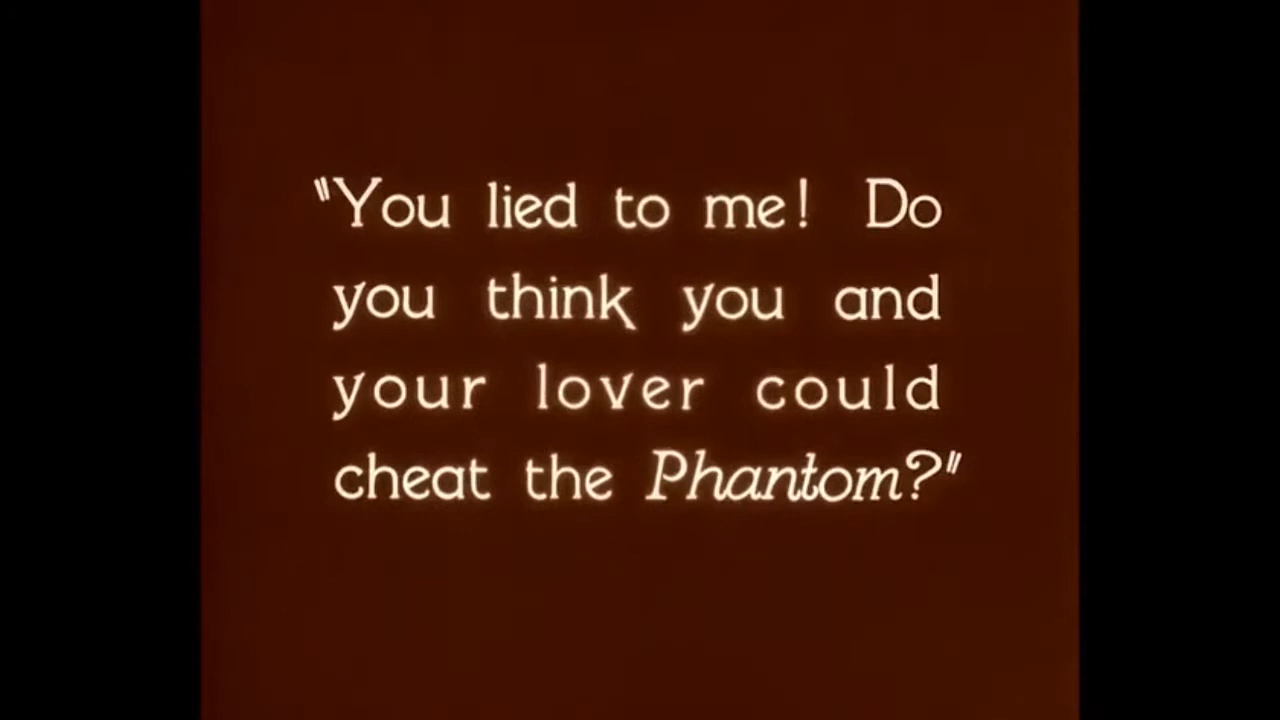 "You lied to me! Do
you think you and
your lover could
cheat the Phantom?"